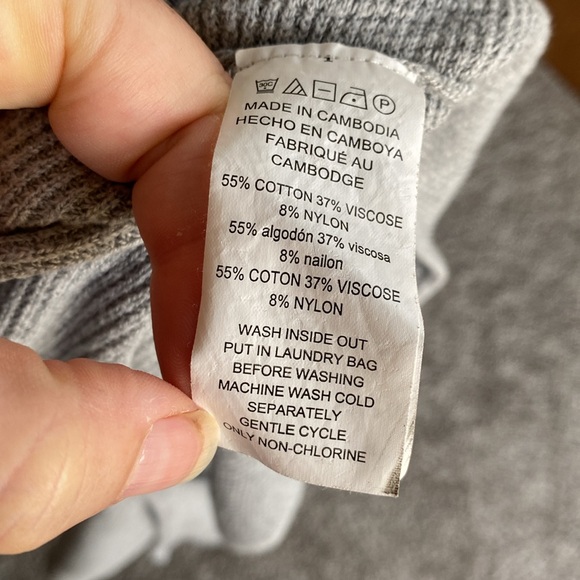 30C P
MADE IN CAMBODIA
HECHO EN CAMBOYA
FABRIQUÉ AU
CAMBODGE
55% COTTON 37% VISCOSE
8% NYLON
55% algodón 37% viscosa
8% nailon
55% COTON 37% VISCOSE
8% NYLON
WASH INSIDE OUT
PUT IN LAUNDRY BAG
BEFORE WASHING
MACHINE WASH COLD
SEPARATELY
GENTLE CYCLE
ONLY NON-CHLORINE